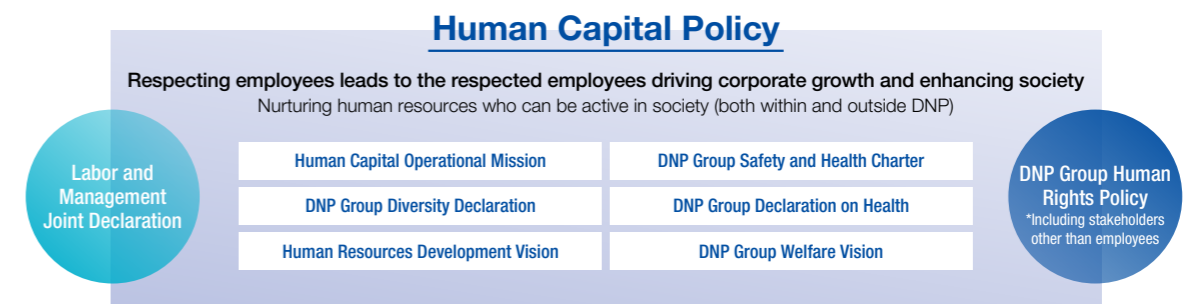 Human Capital Policy
Respecting employees leads to the respected employees driving corporate growth and enhancing society
Nurturing human resources who can be active in society (both within and outside DNP)
Labor and
Management
Joint Declaration
Human Capital Operational Mission
DNP Group Safety and Health Charter
DNP Group Diversity Declaration
DNP Group Declaration on Health
Human Resources Development Vision
DNP Group Welfare Vision
DNP Group Human
Rights Policy
*Including stakeholders
other than employees